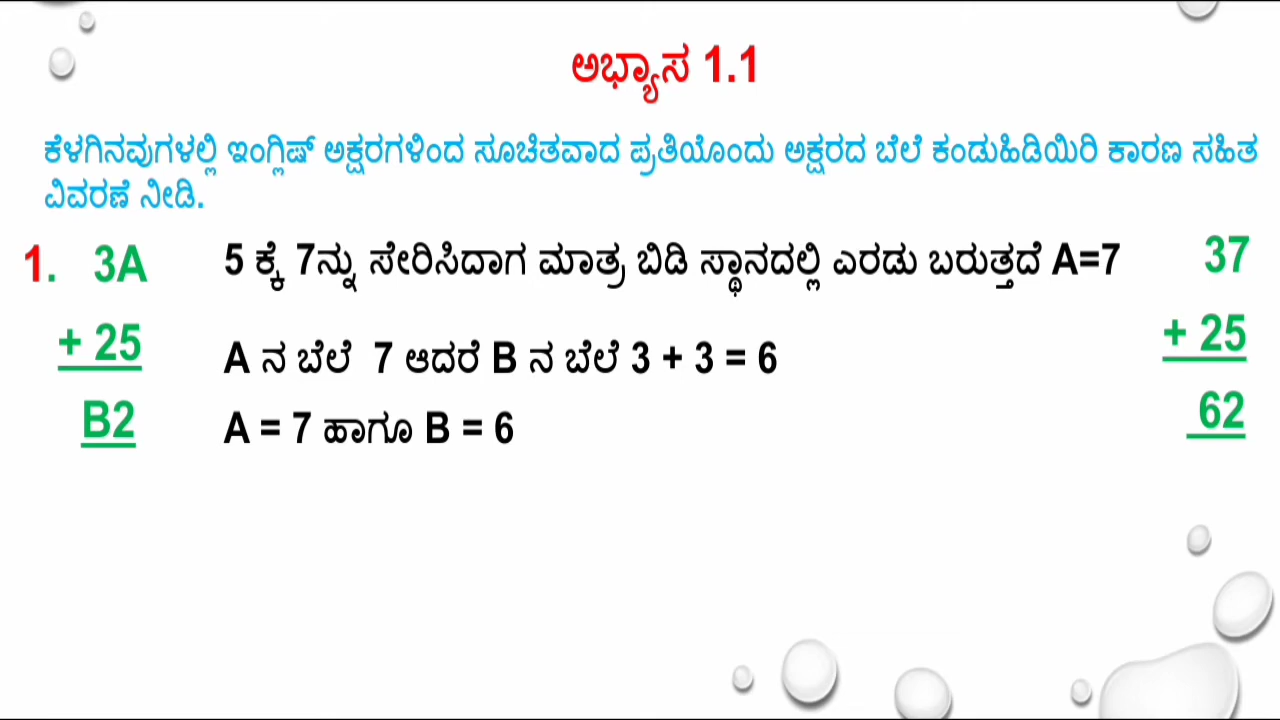 ಅಭ್ಯಾಸ 1.1
ಕೆಳಗಿನವುಗಳಲ್ಲಿ ಇಂಗ್ಲಿಷ್ ಅಕ್ಷರಗಳಿಂದ ಸೂಚಿತವಾದ ಪ್ರತಿಯೊಂದು ಅಕ್ಷರದ ಬೆಲೆ ಕಂಡುಹಿಡಿಯಿರಿ ಕಾರಣ ಸಹಿತ
ವಿವರಣೆ ನೀಡಿ.
1. 3A 5 ಕ್ಕೆ 7ನ್ನು ಸೇರಿಸಿದಾಗ ಮಾತ್ರ ಬಿಡಿ ಸ್ಥಾನದಲ್ಲಿ ಎರಡು ಬರುತ್ತದೆ A=7 37
+ 25 A ನ ಬೆಲೆ 7 ಆದರೆ B ನ ಬೆಲೆ 3 + 3 = 6 + 25
B2 A = 7 ಹಾಗೂ B = 6 62